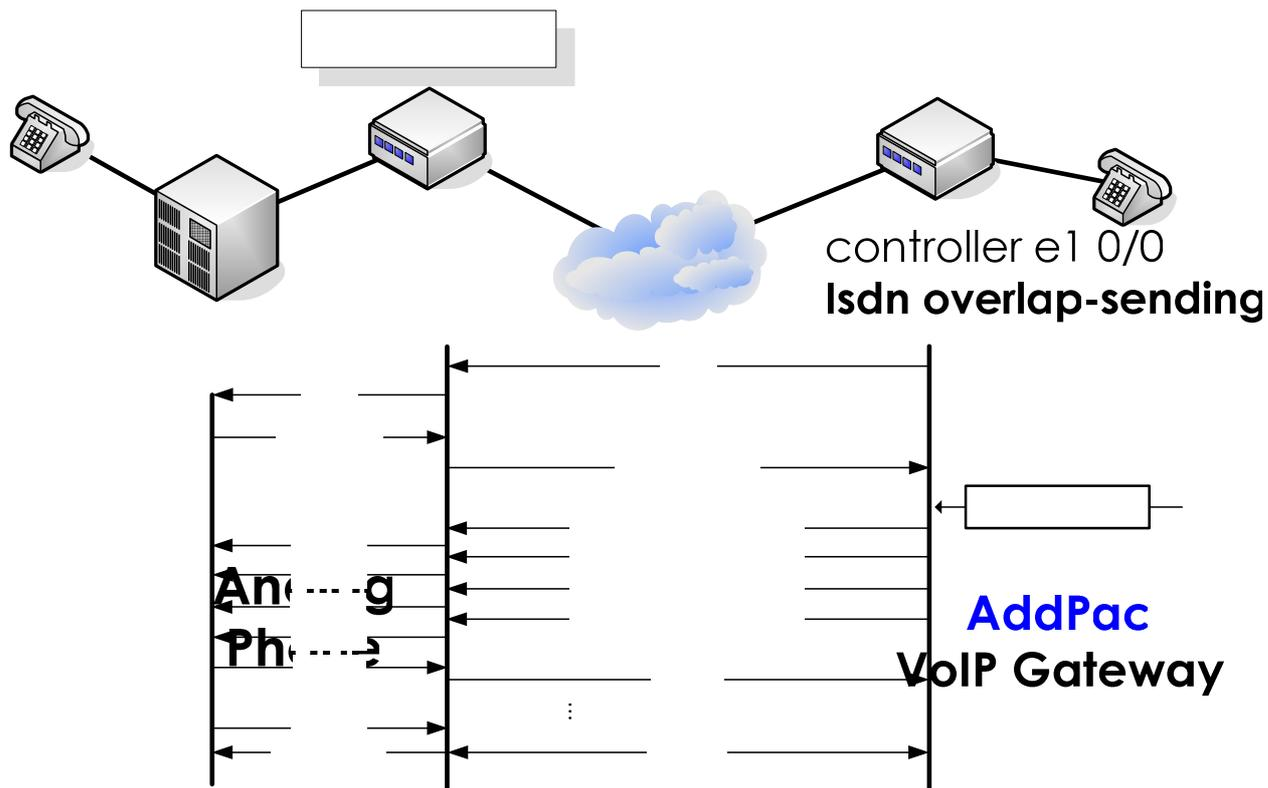 controller e1 0/0
Isdn overlap-sending
AddPac
VoIP Gateway